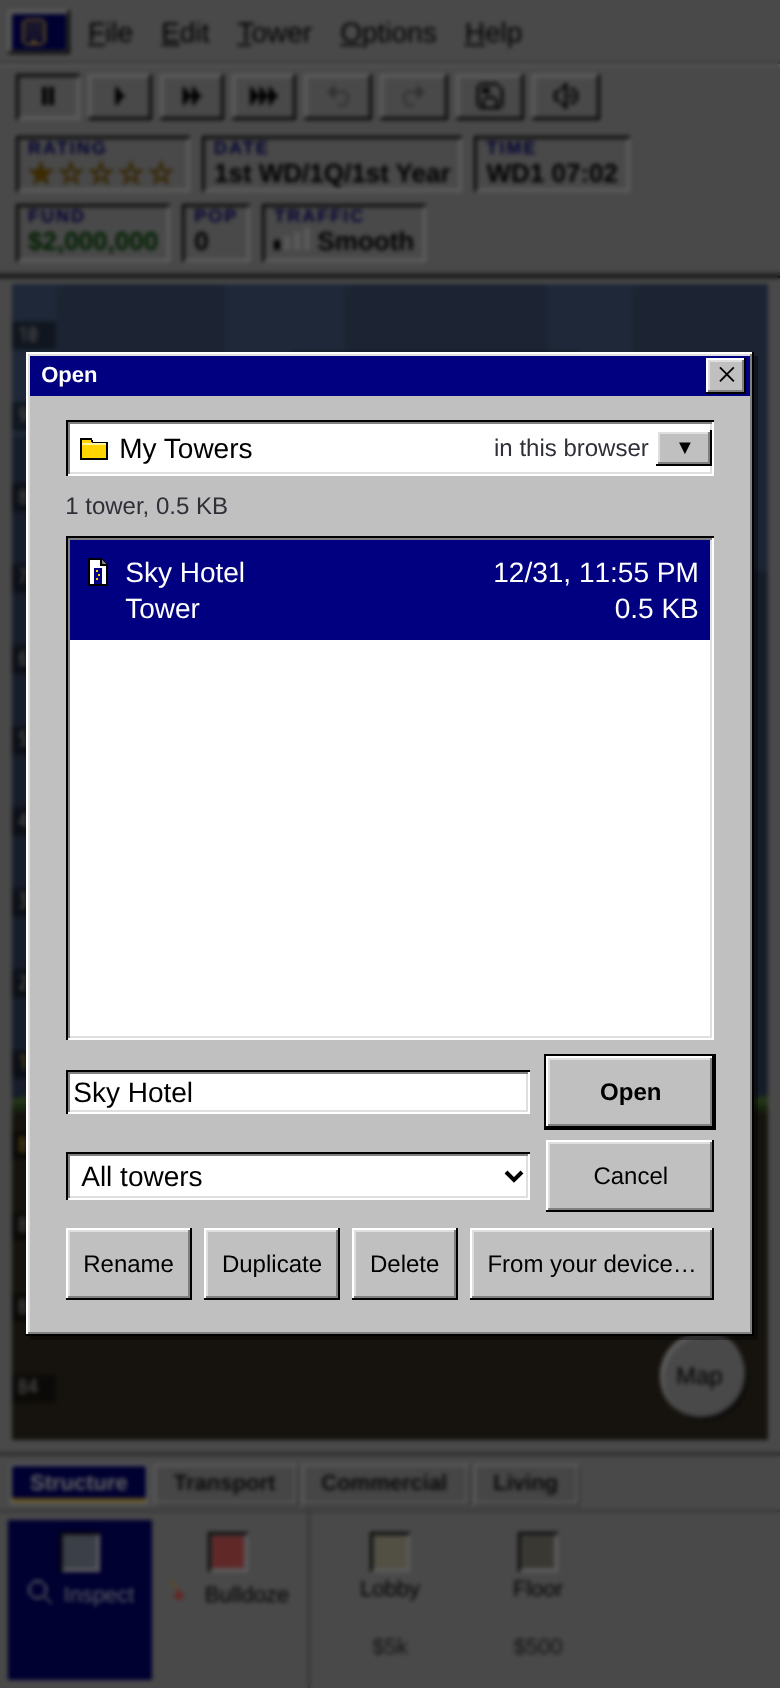 File Edit Tower Options Help
RATING DATE TIME
1st WD/1Q/1st Year WD1 07:02
FUND POP TRAFFIC
$2,000,000 0 Smooth
10
Open
My Towers in this browser
1 tower, 0.5 KB
Sky Hotel 12/31, 11:55 PM
Tower 0.5 KB
Sky Hotel Open
All towers Cancel
Rename Duplicate Delete From your device…
B4
Map
Structure Transport Commercial Living
Inspect Bulldoze Lobby Floor
$5k $500